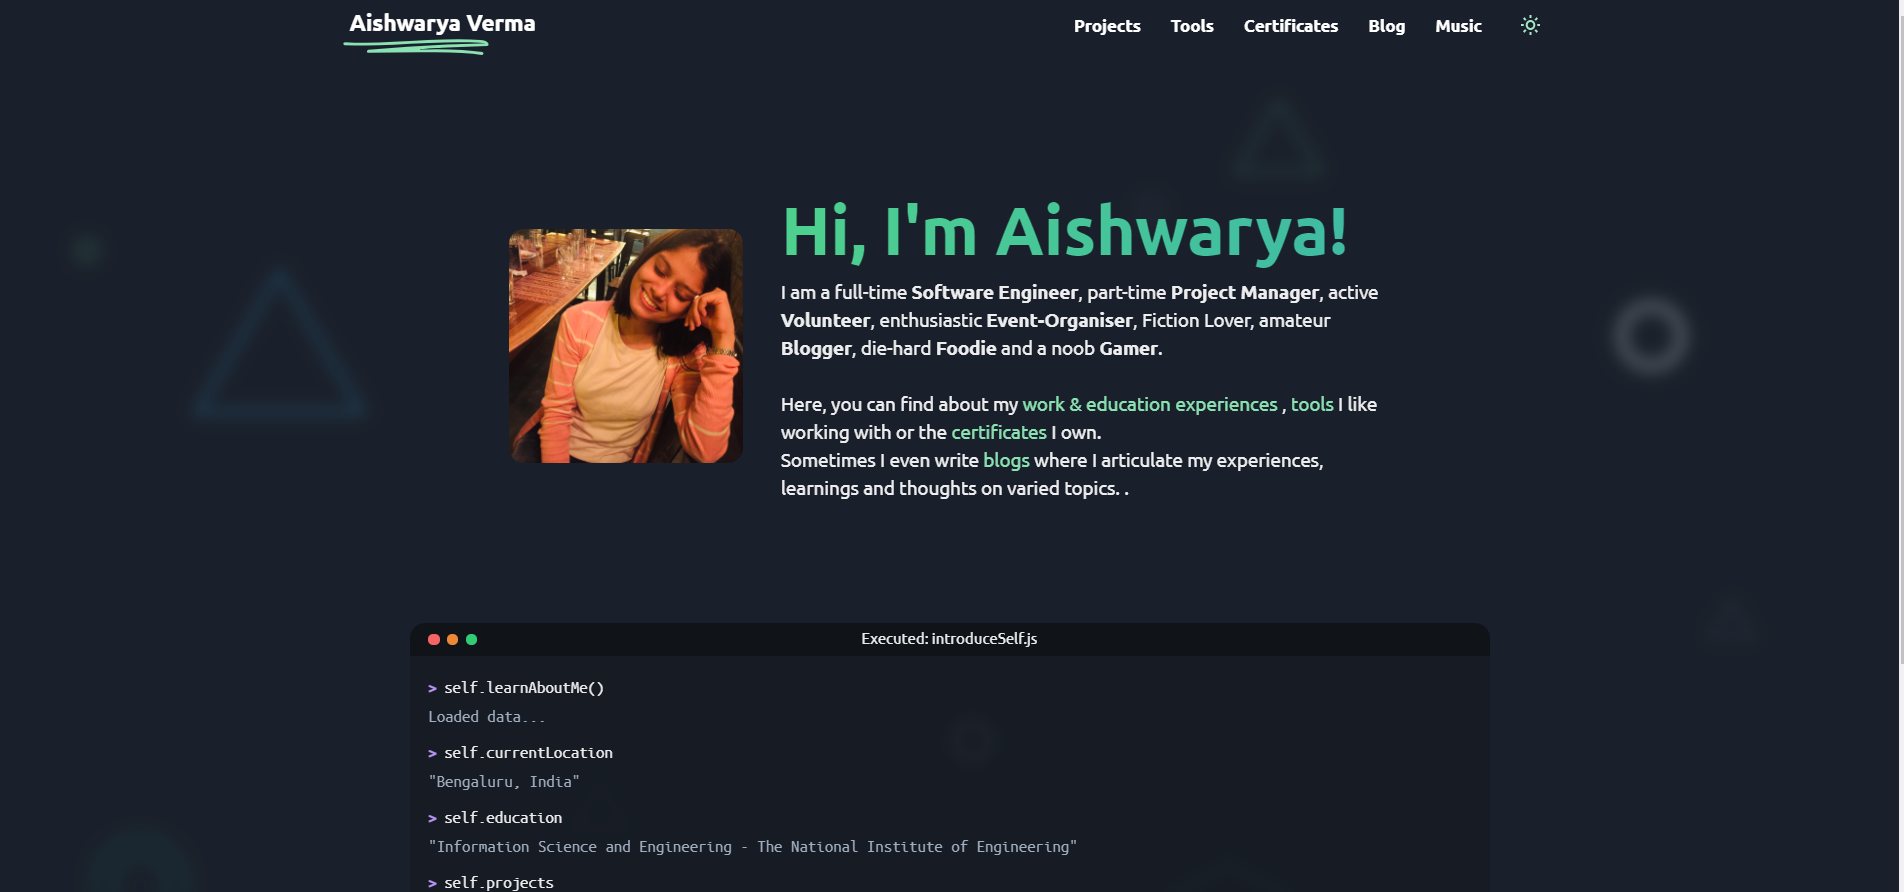 Aishwarya Verma
Projects Tools Certificates Blog Music
Hi, I'm Aishwarya!
I am a full-time Software Engineer, part-time Project Manager, active
Volunteer, enthusiastic Event-Organiser, Fiction Lover, amateur
Blogger, die-hard Foodie and a noob Gamer.
Here, you can find about my work & education experiences , tools I like
working with or the certificates I own.
Sometimes I even write blogs where I articulate my experiences,
learnings and thoughts on varied topics. .
Executed: introduceSelf.js
> self.learnAboutMe()
Loaded data...
> self.currentLocation
"Bengaluru, India"
> self.education
"Information Science and Engineering - The National Institute of Engineering"
> self.projects